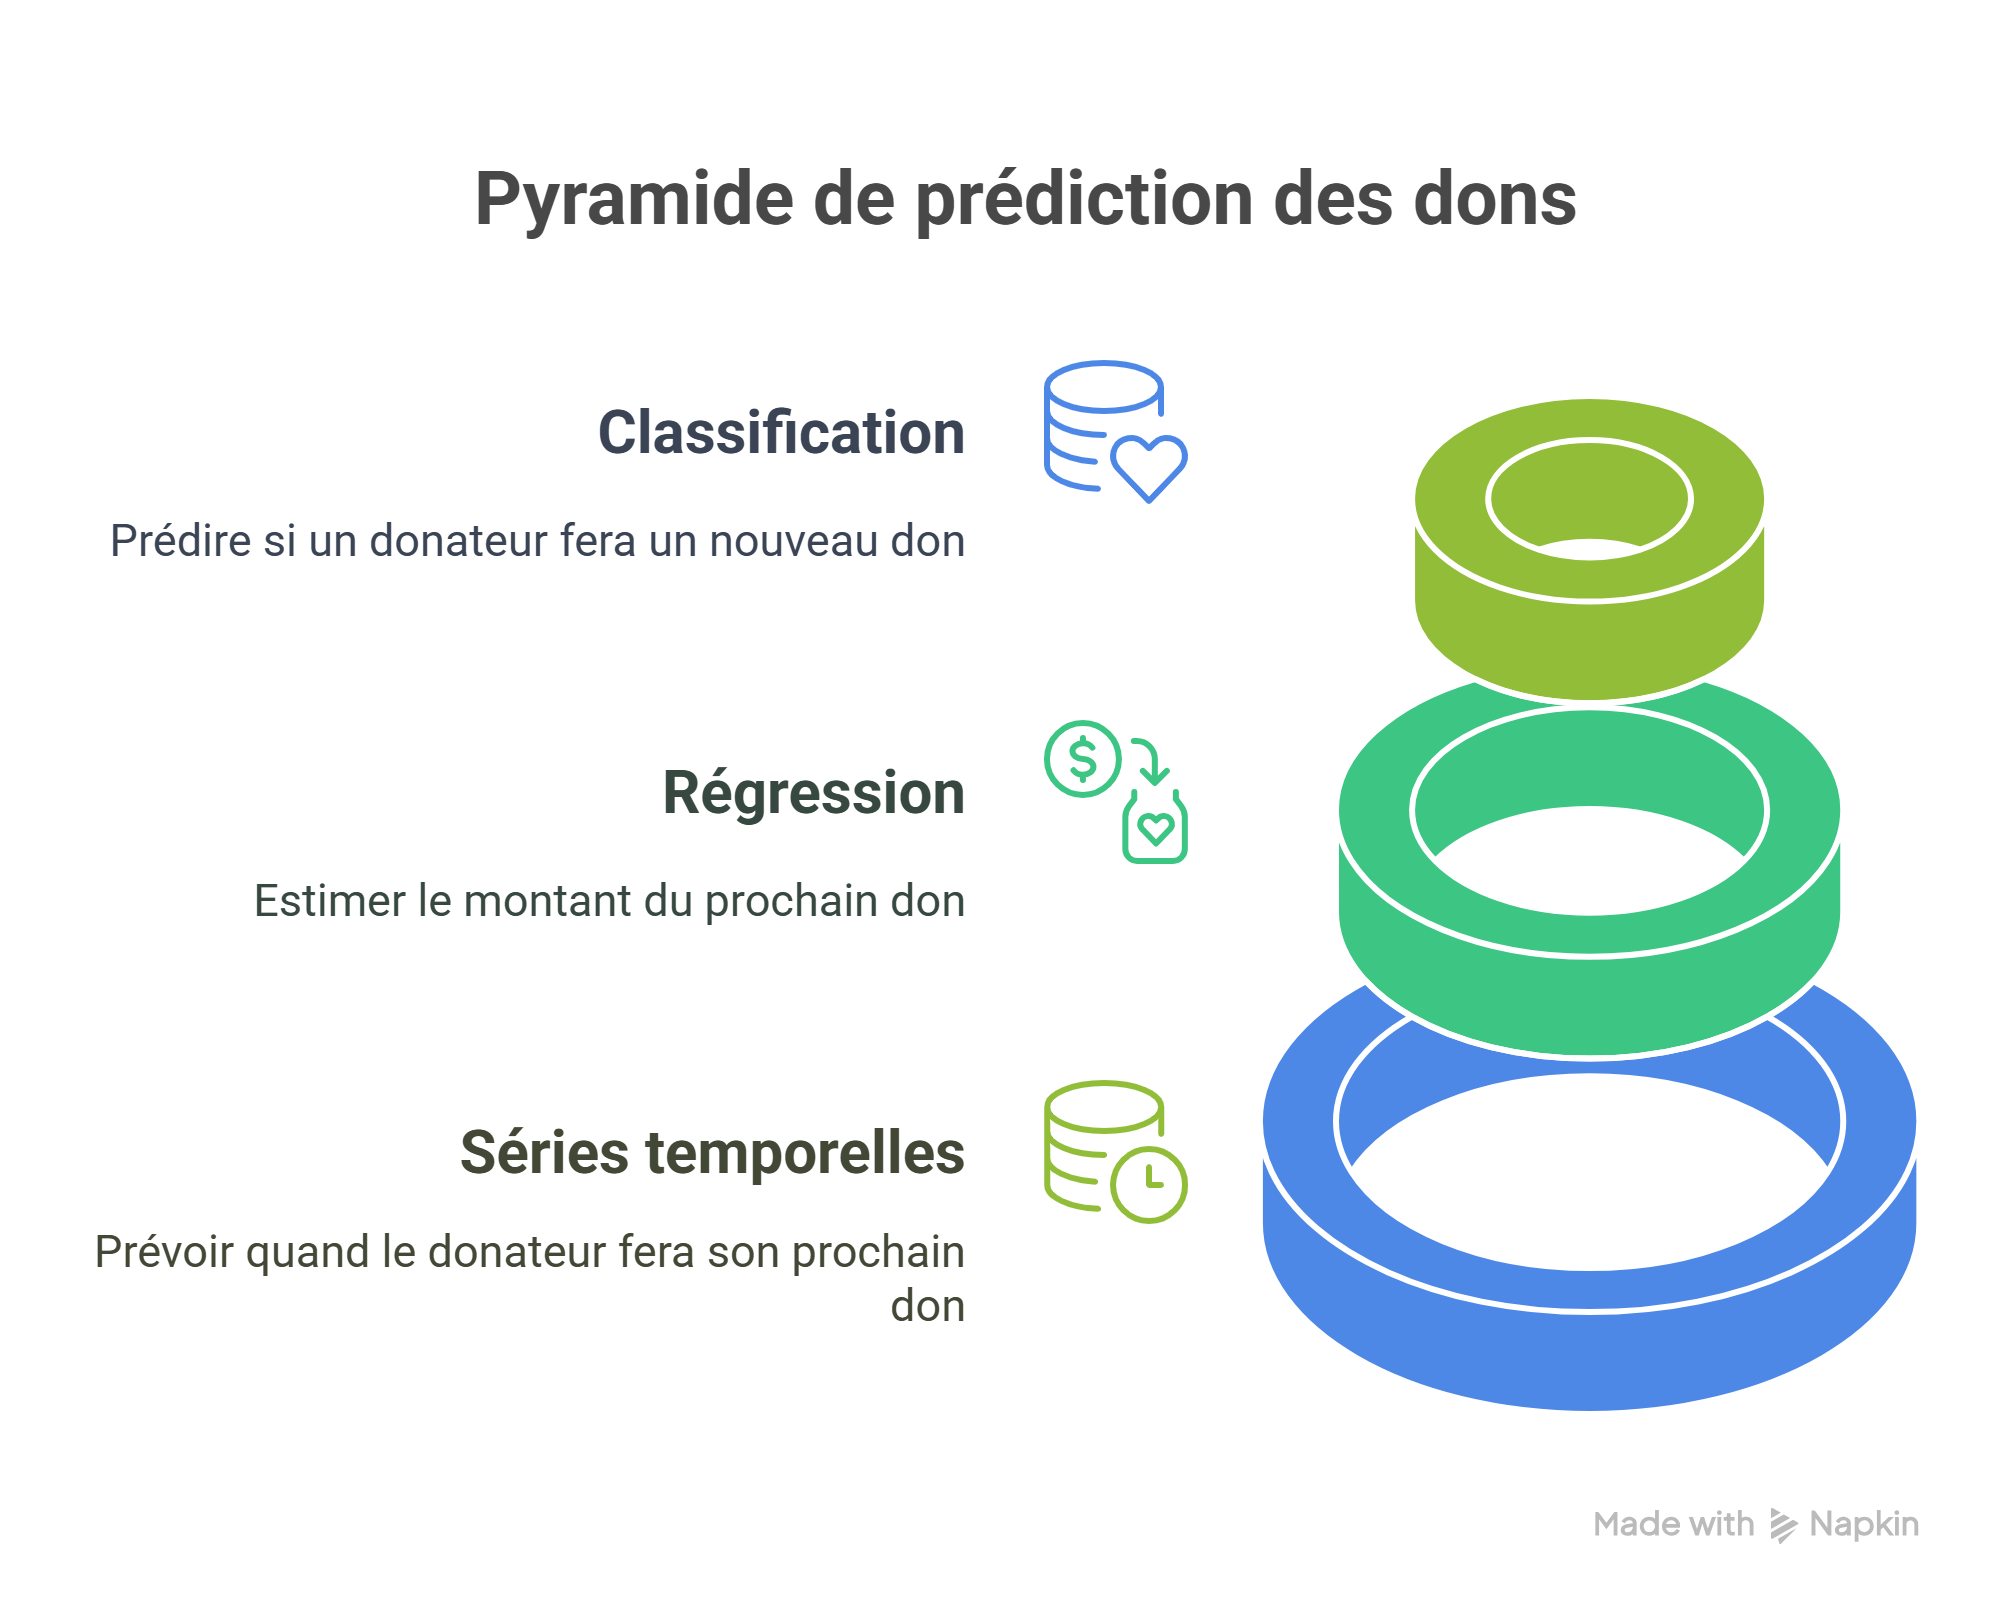 Pyramide de prédiction des dons
Classification
Prédire si un donateur fera un nouveau don
Régression
Estimer le montant du prochain don
Séries temporelles
Prévoir quand le donateur fera son prochain
don
Made with Napkin